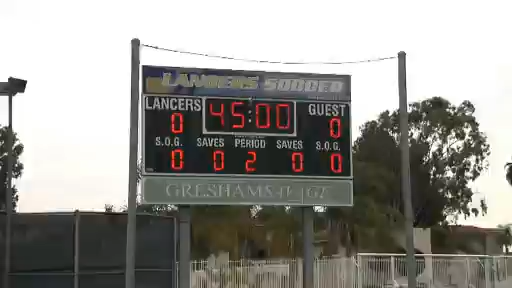 LANCERS SOCCER
LANCERS 45:00 GUEST
0 0
S.O.G. SAVES PERIOD SAVES S.O.G.
0 0 2 0 0